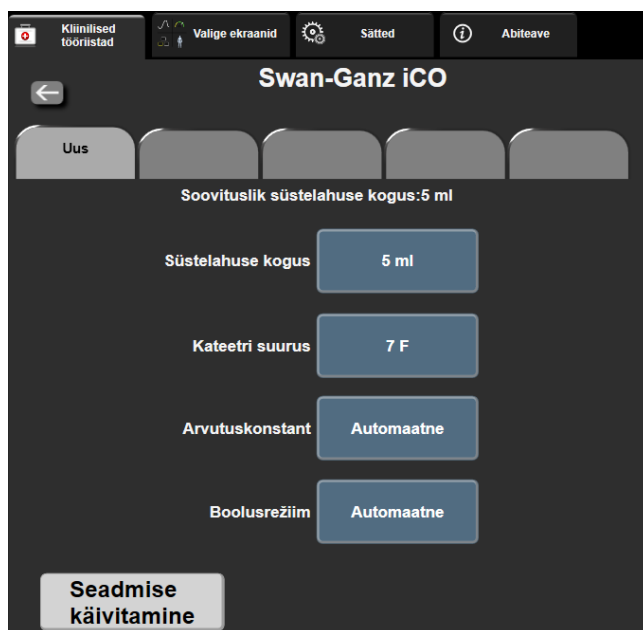 Kliinilised
tööriistad
Valige ekraanid
Sätted
Abiteave
Swan-Ganz iCO
Uus
Soovituslik süstelahuse kogus:5 ml
Süstelahuse kogus 5 ml
Kateetri suurus 7 F
Arvutuskonstant Automaatne
Boolusrežiim Automaatne
Seadmise
käivitamine